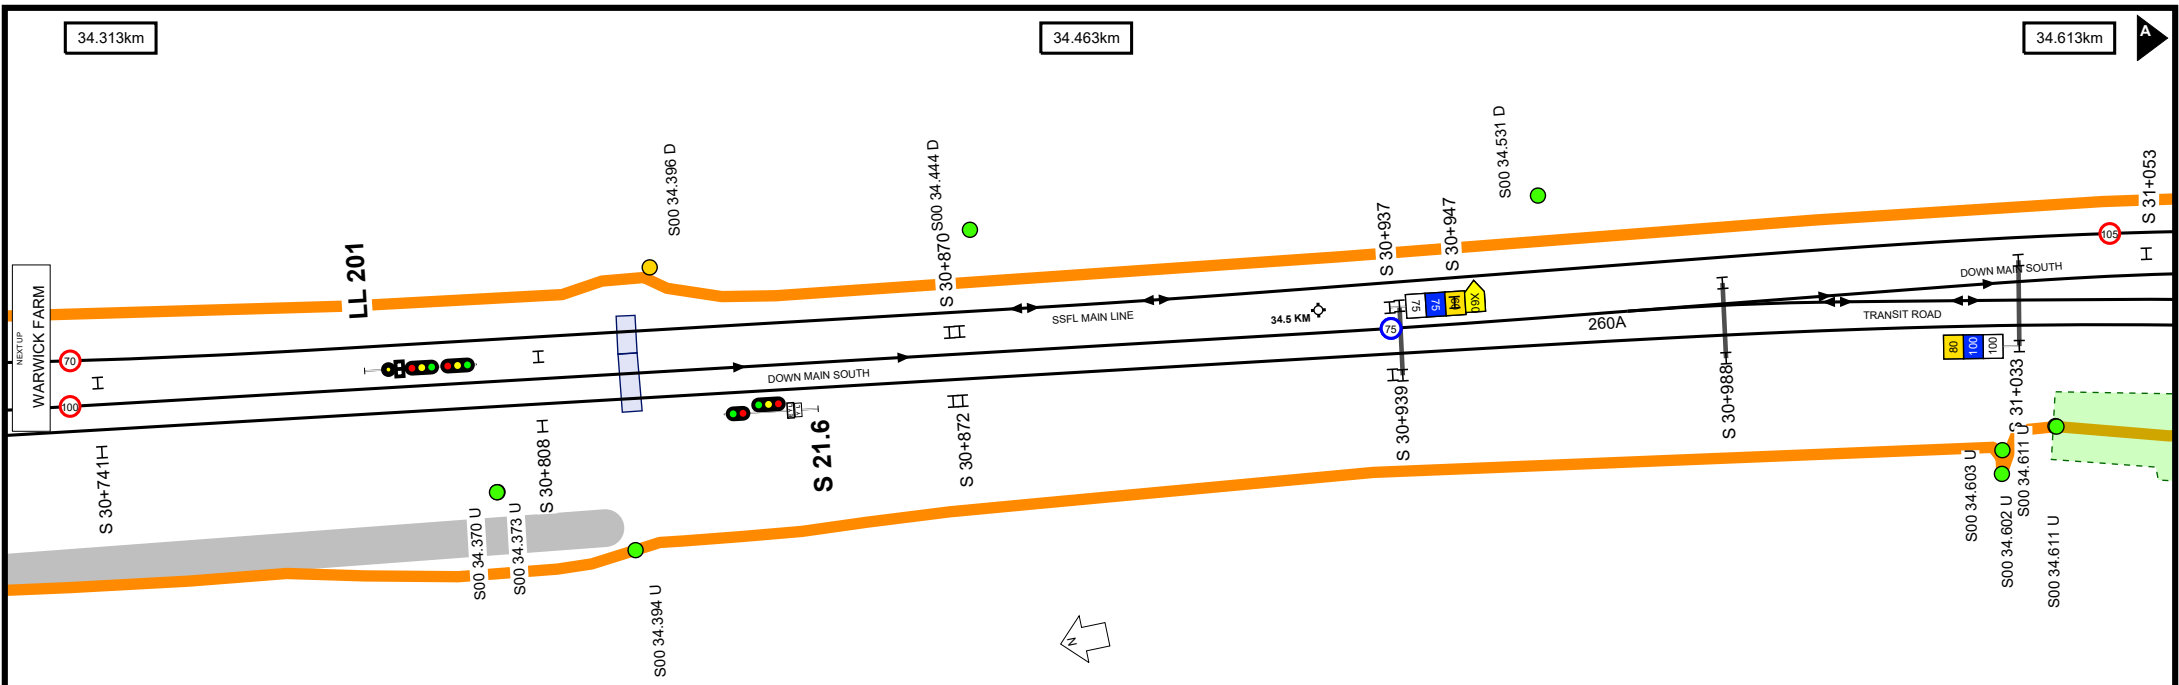 34.313km
34.463km
34.613km
A
NEXT UP
WARWICK FARM
70
100
LL 201
S00 34.396 D
S00 34.444 D
S 30+870
S00 34.531 D
S 30+937
S 30+947
S 31+053
105
SSFL MAIN LINE
34.5 KM
75
75
75
X60
260A
DOWN MAIN SOUTH
TRANSIT ROAD
80
100
100
DOWN MAIN SOUTH
S 21.6
S 30+741
S 30+808
S 30+872
S 30+939
S 30+988
S 31+033
S00 34.370 U
S00 34.373 U
S00 34.394 U
S00 34.603 U
S00 34.602 U
S00 34.611 U
S00 34.611 U
N